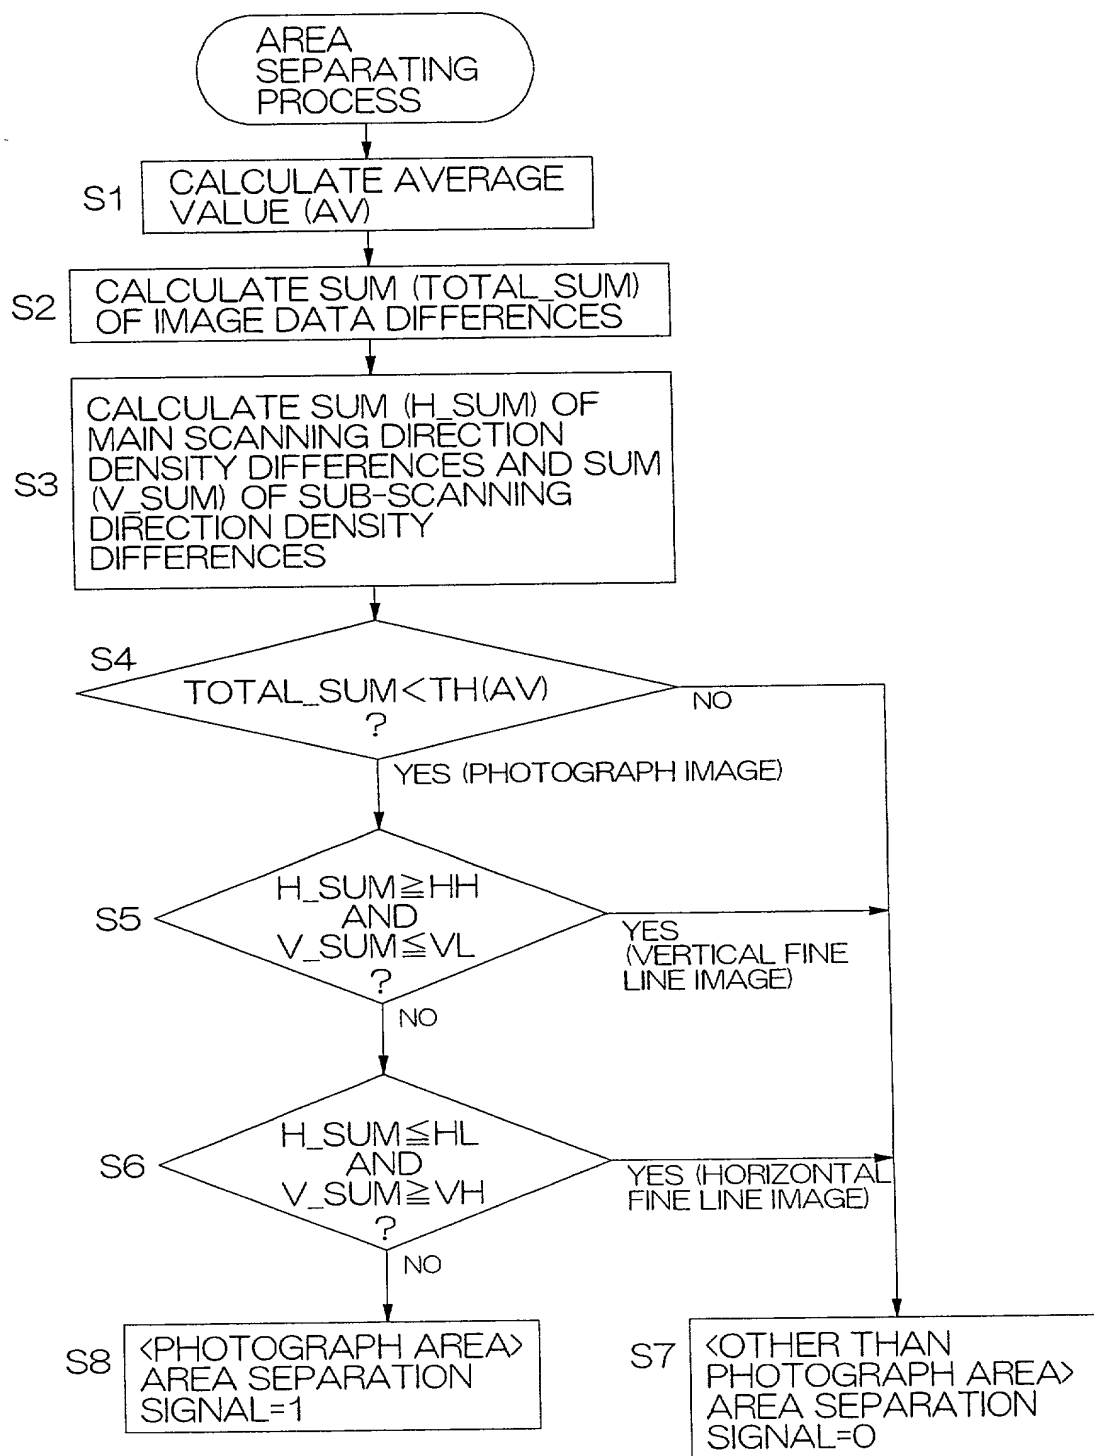 AREA
SEPARATING
PROCESS
S1
CALCULATE AVERAGE
VALUE (AV)
S2
CALCULATE SUM (TOTAL_SUM)
OF IMAGE DATA DIFFERENCES
S3
CALCULATE SUM (H_SUM) OF
MAIN SCANNING DIRECTION
DENSITY DIFFERENCES AND SUM
(V_SUM) OF SUB-SCANNING
DIRECTION DENSITY
DIFFERENCES
S4
TOTAL_SUM<TH(AV)
?
NO
YES (PHOTOGRAPH IMAGE)
S5
H_SUM≧HH
AND
V_SUM≦VL
?
YES
(VERTICAL FINE
LINE IMAGE)
NO
S6
H_SUM≦HL
AND
V_SUM≧VH
?
YES (HORIZONTAL
FINE LINE IMAGE)
NO
S8
<PHOTOGRAPH AREA>
AREA SEPARATION
SIGNAL=1
S7
<OTHER THAN
PHOTOGRAPH AREA>
AREA SEPARATION
SIGNAL=0